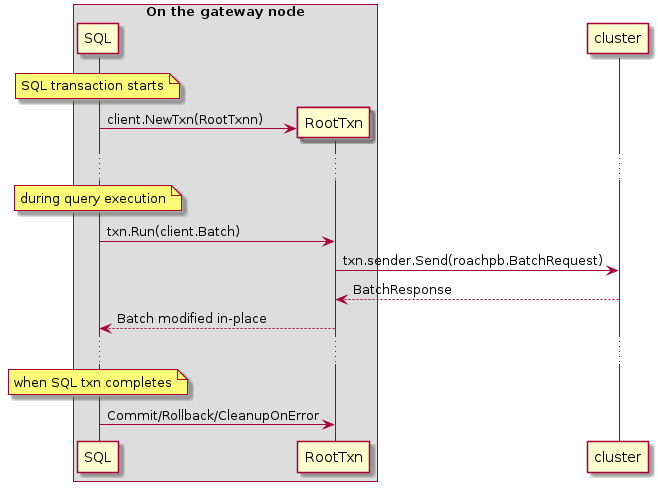 On the gateway node
SQL
cluster
SQL transaction starts
client.NewTxn(RootTxnn)
RootTxn
during query execution
txn.Run(client.Batch)
txn.sender.Send(roachpb.BatchRequest)
BatchResponse
Batch modified in-place
when SQL txn completes
Commit/Rollback/CleanupOnError
SQL
RootTxn
cluster